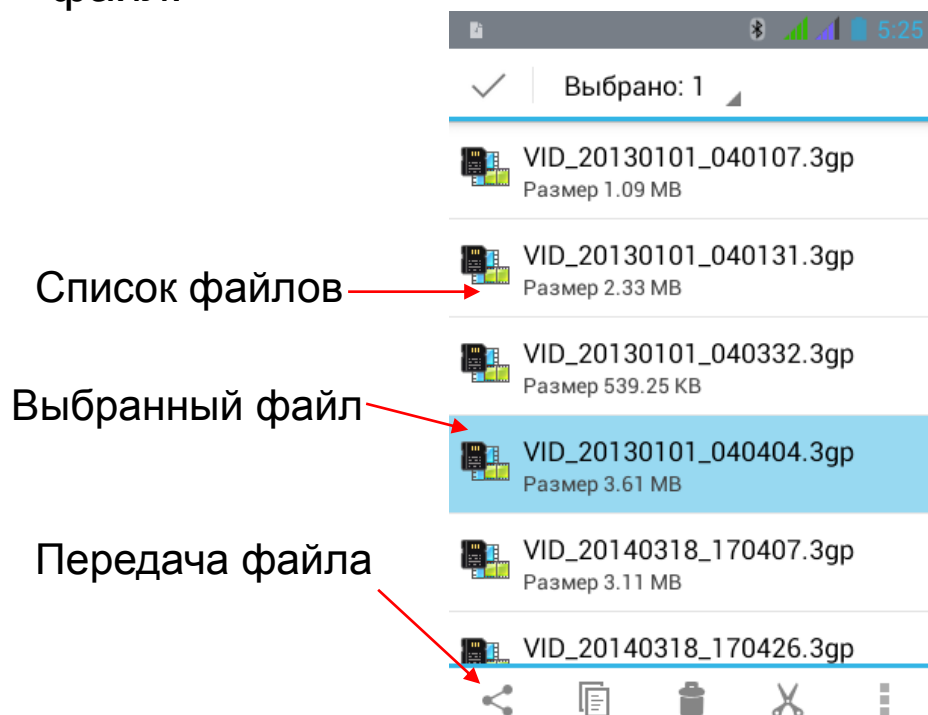 5:25
Выбрано: 1
VID_20130101_040107.3gp
Размер 1.09 MB
VID_20130101_040131.3gp
Размер 2.33 MB
Список файлов
VID_20130101_040332.3gp
Размер 539.25 KB
Выбранный файл
VID_20130101_040404.3gp
Размер 3.61 MB
Передача файла
VID_20140318_170407.3gp
Размер 3.11 MB
VID_20140318_170426.3gp